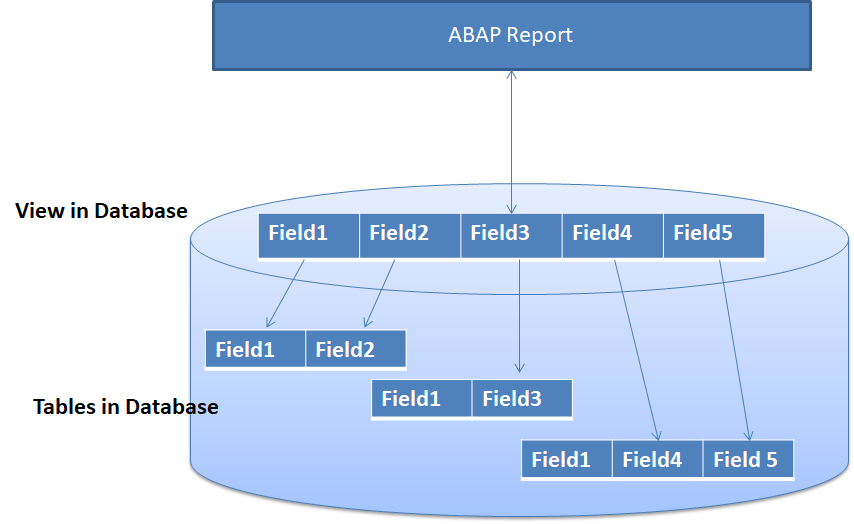 ABAP Report
View in Database
Field1 Field2 Field3 Field4 Field5
Field1 Field2
Tables in Database
Field1 Field3
Field1 Field4 Field 5